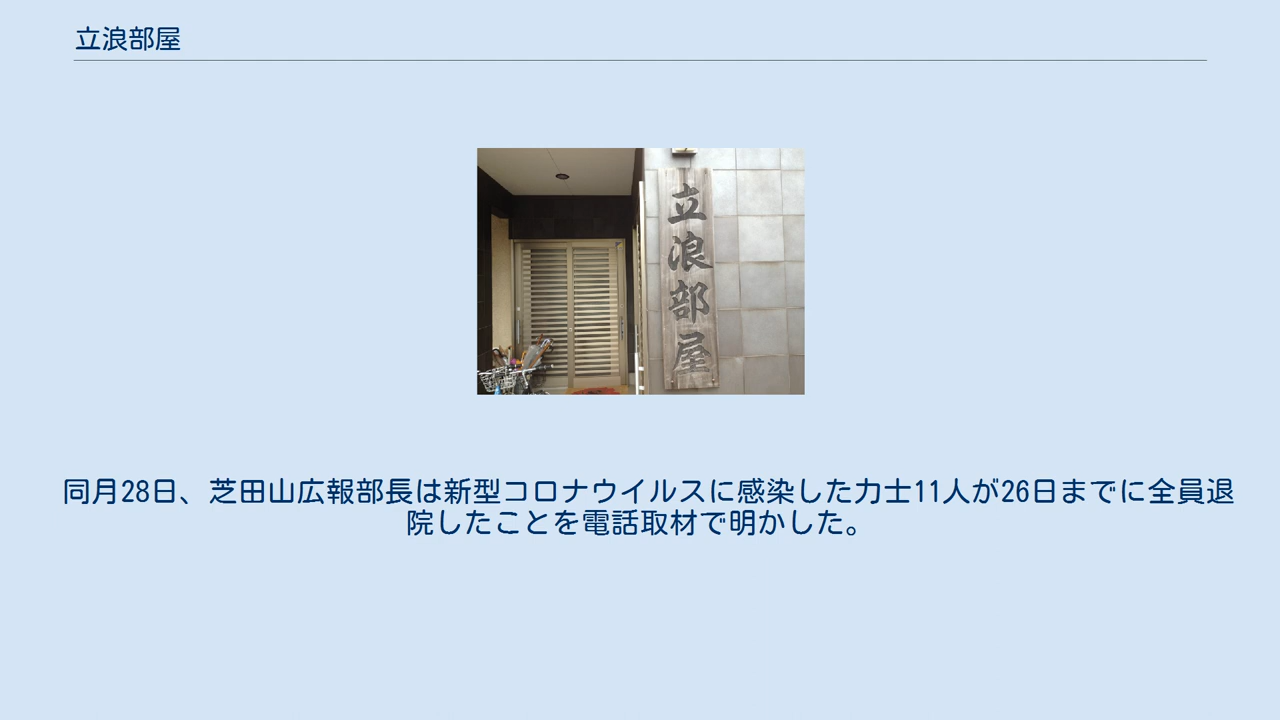 立浪部屋
立浪部屋
同月28日、芝田山広報部長は新型コロナウイルスに感染した力士11人が26日までに全員退
院したことを電話取材で明かした。